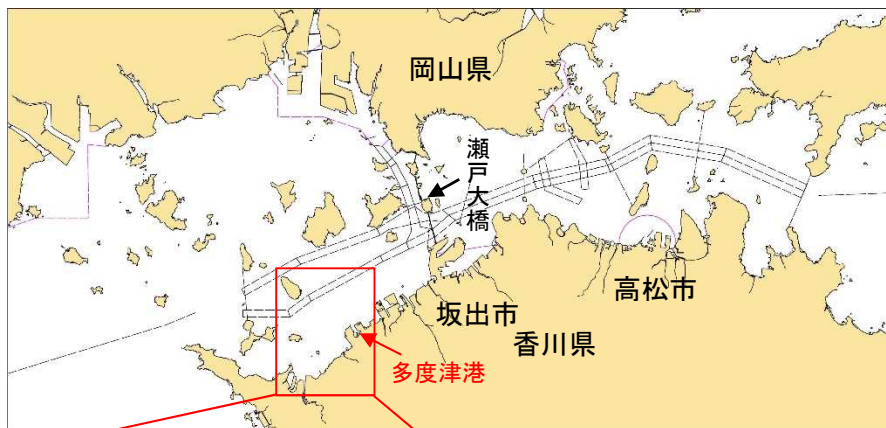 岡山県
瀬戸大橋
高松市
坂出市
香川県
多度津港